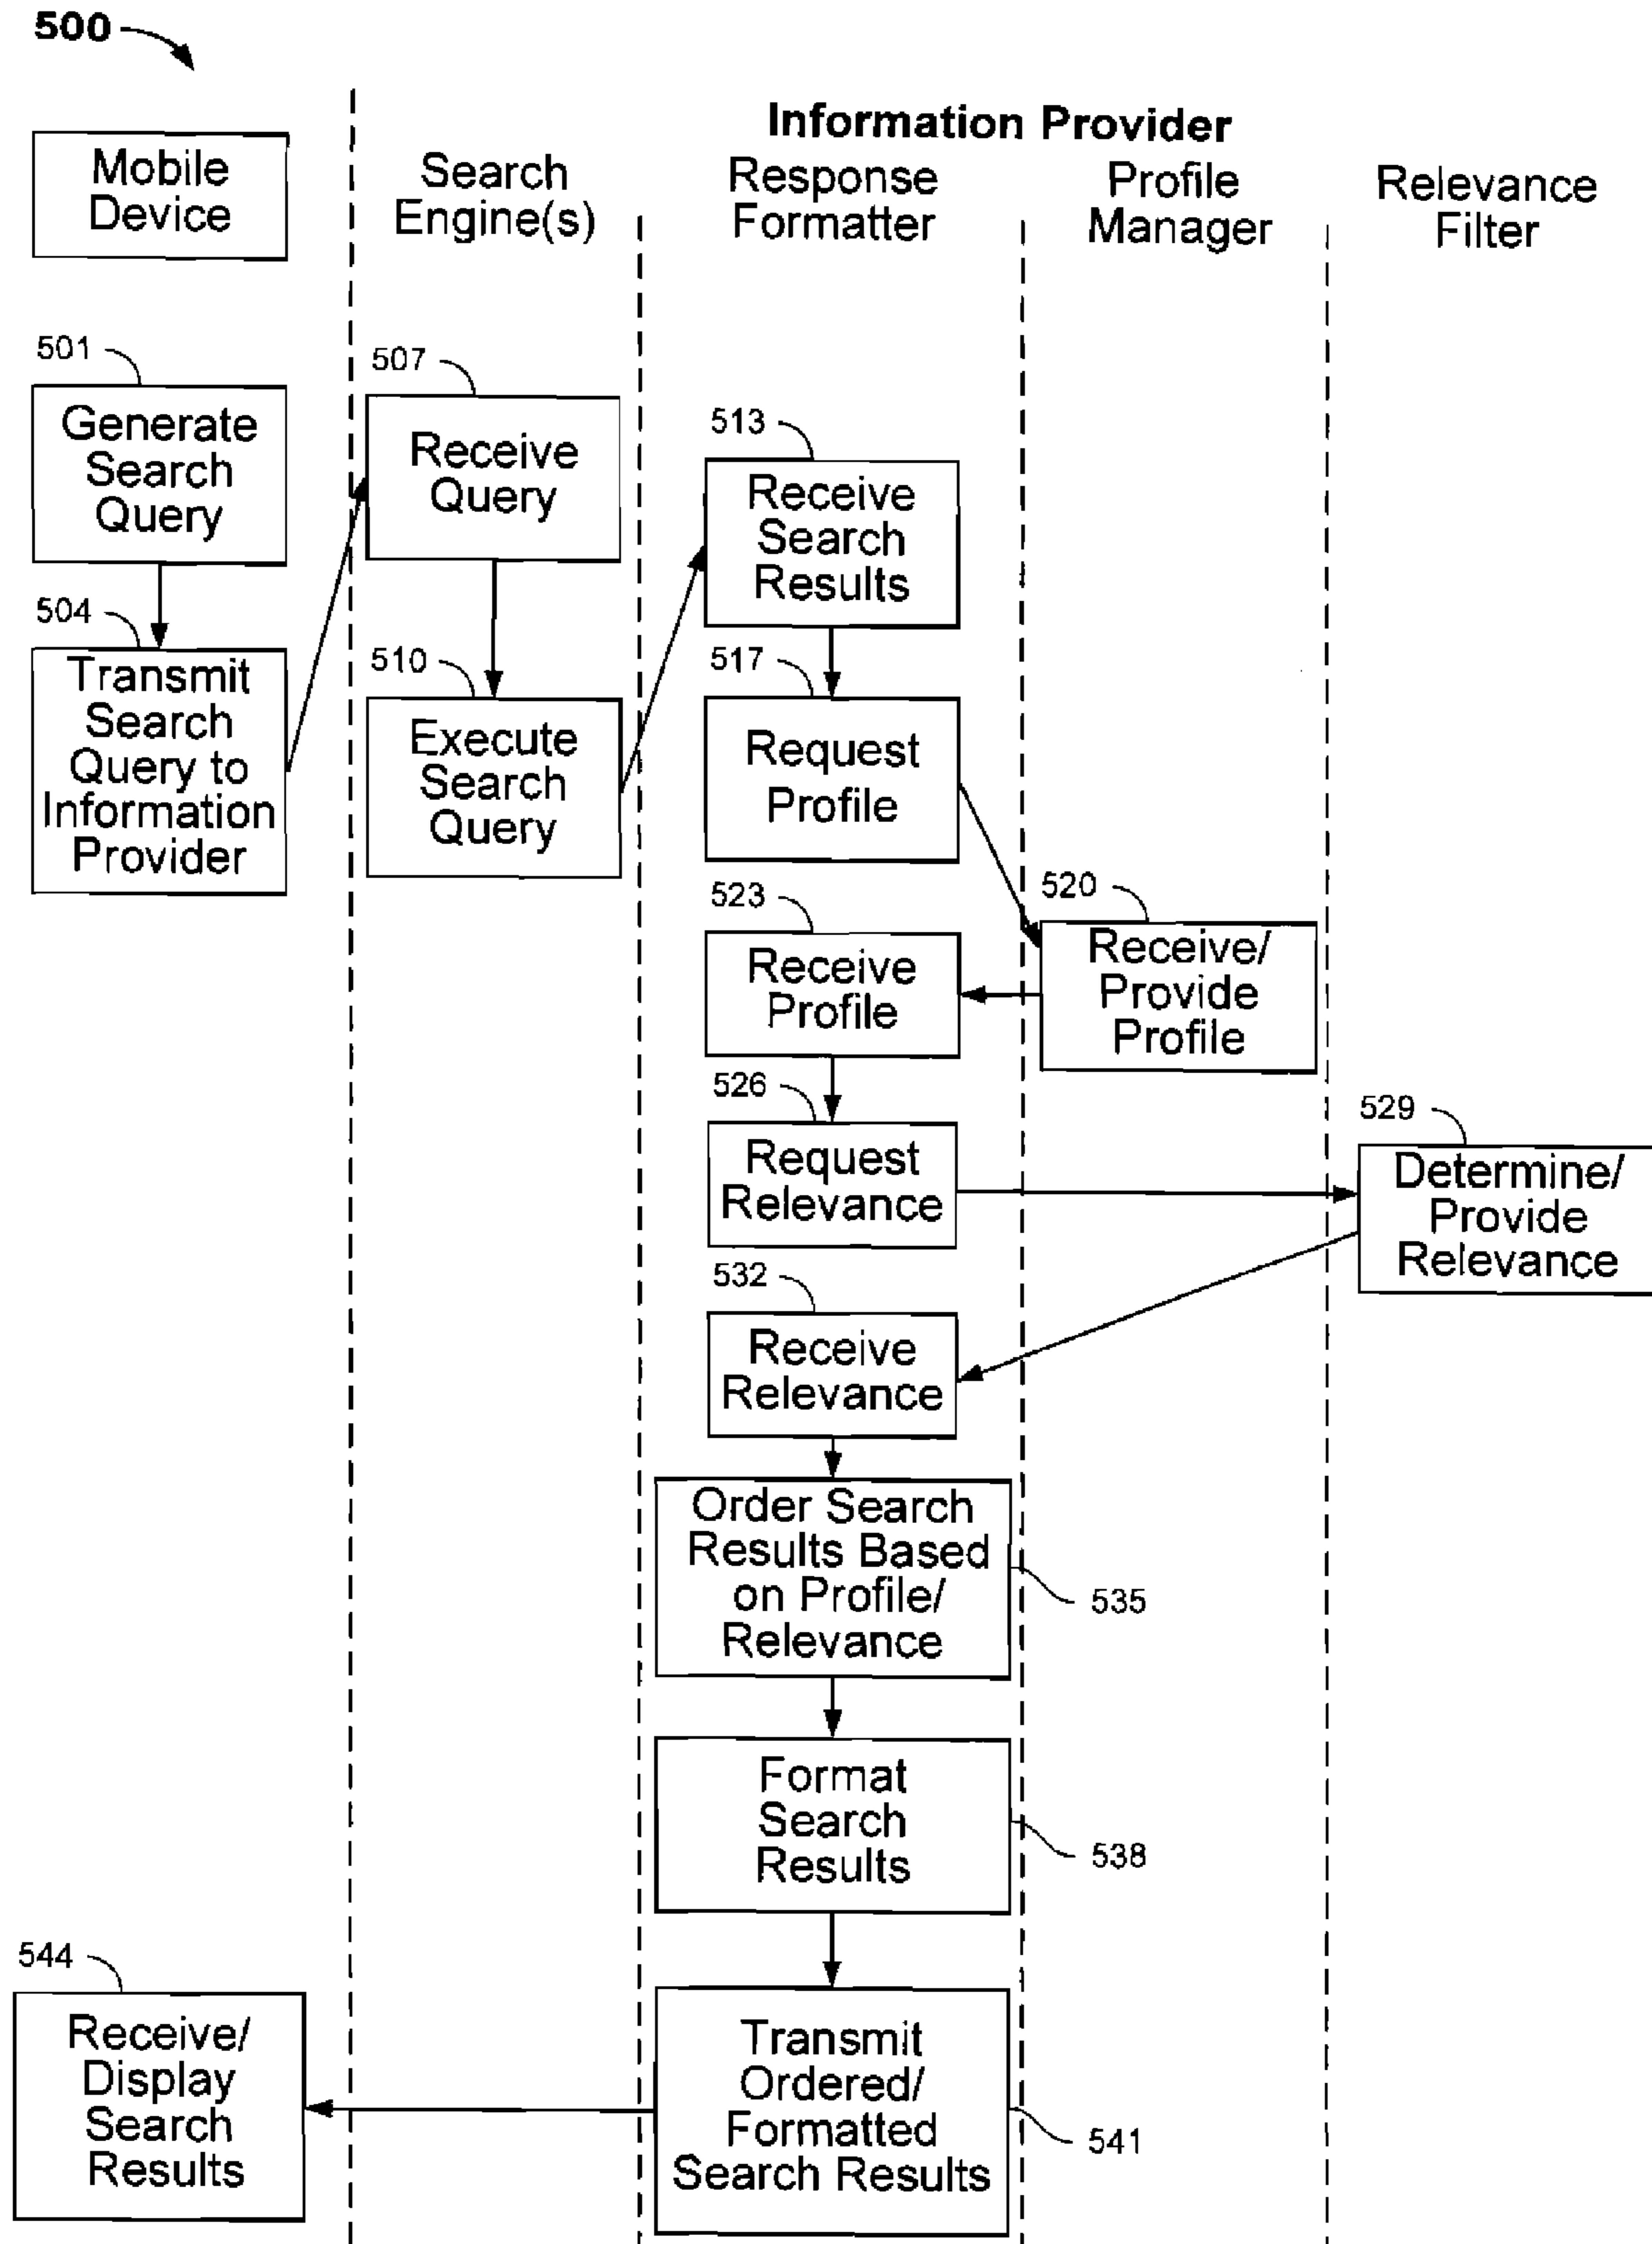 500
Information Provider
Mobile
Device
Search
Engine(s)
Response
Formatter
Profile
Manager
Relevance
Filter
501
Generate
Search
Query
504
Transmit
Search
Query to
Information
Provider
507
Receive
Query
510
Execute
Search
Query
513
Receive
Search
Results
517
Request
Profile
520
Receive/
Provide
Profile
523
Receive
Profile
526
Request
Relevance
529
Determine/
Provide
Relevance
532
Receive
Relevance
Order Search
Results Based
on Profile/
Relevance
535
Format
Search
Results
538
Transmit
Ordered/
Formatted
Search Results
541
544
Receive/
Display
Search
Results